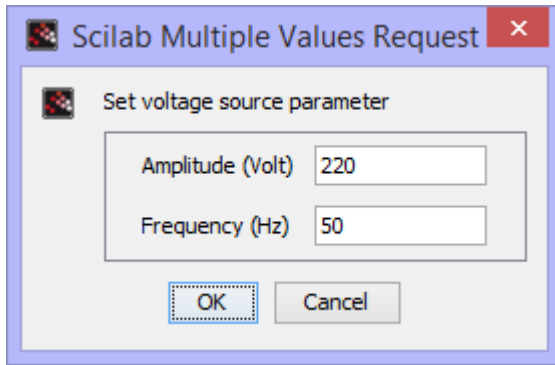 Scilab Multiple Values Request
Set voltage source parameter
Amplitude (Volt) 220
Frequency (Hz) 50
OK Cancel